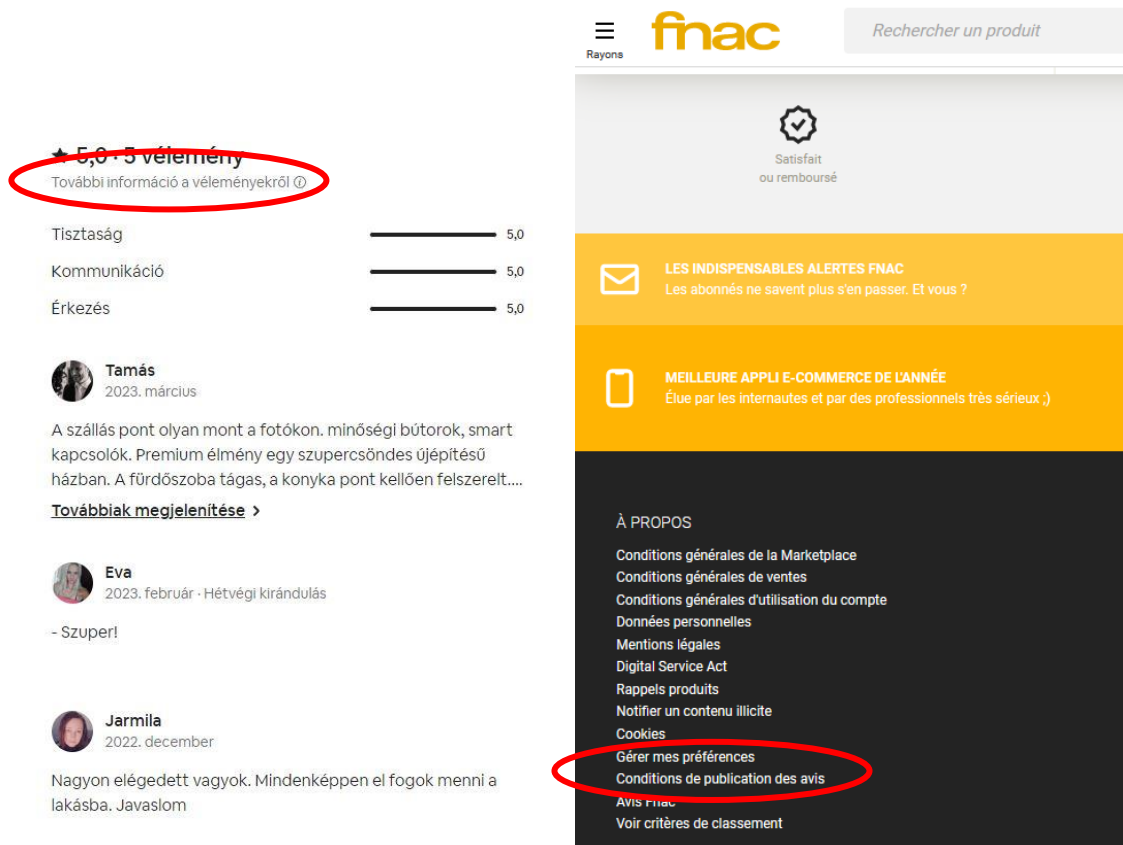 ★ 5,0 · 5 vélemény
További információ a véleményekről
Tisztaság 5,0
Kommunikáció 5,0
Érkezés 5,0
Tamás
2023. március
A szállás pont olyan mont a fotókon. minőségi bútorok, smart
kapcsolók. Premium élmény egy szupercsöndes újépítésű
házban. A fürdőszoba tágas, a konyka pont kellően felszerelt....
Továbbiak megjelenítése >
Eva
2023. február · Hétvégi kirándulás
- Szuper!
Jarmila
2022. december
Nagyon elégedett vagyok. Mindenképpen el fogok menni a
lakásba. Javaslom
Rayons
fnac
Rechercher un produit
Satisfait
ou remboursé
LES INDISPENSABLES ALERTES FNAC
Les abonnés ne savent plus s'en passer. Et vous ?
MEILLEURE APPLI E-COMMERCE DE L'ANNÉE
Élue par les internautes et par des professionnels très sérieux ;)
À PROPOS
Conditions générales de la Marketplace
Conditions générales de ventes
Conditions générales d'utilisation du compte
Données personnelles
Mentions légales
Digital Service Act
Rappels produits
Notifier un contenu illicite
Cookies
Gérer mes préférences
Conditions de publication des avis
Avis Fnac
Voir critères de classement